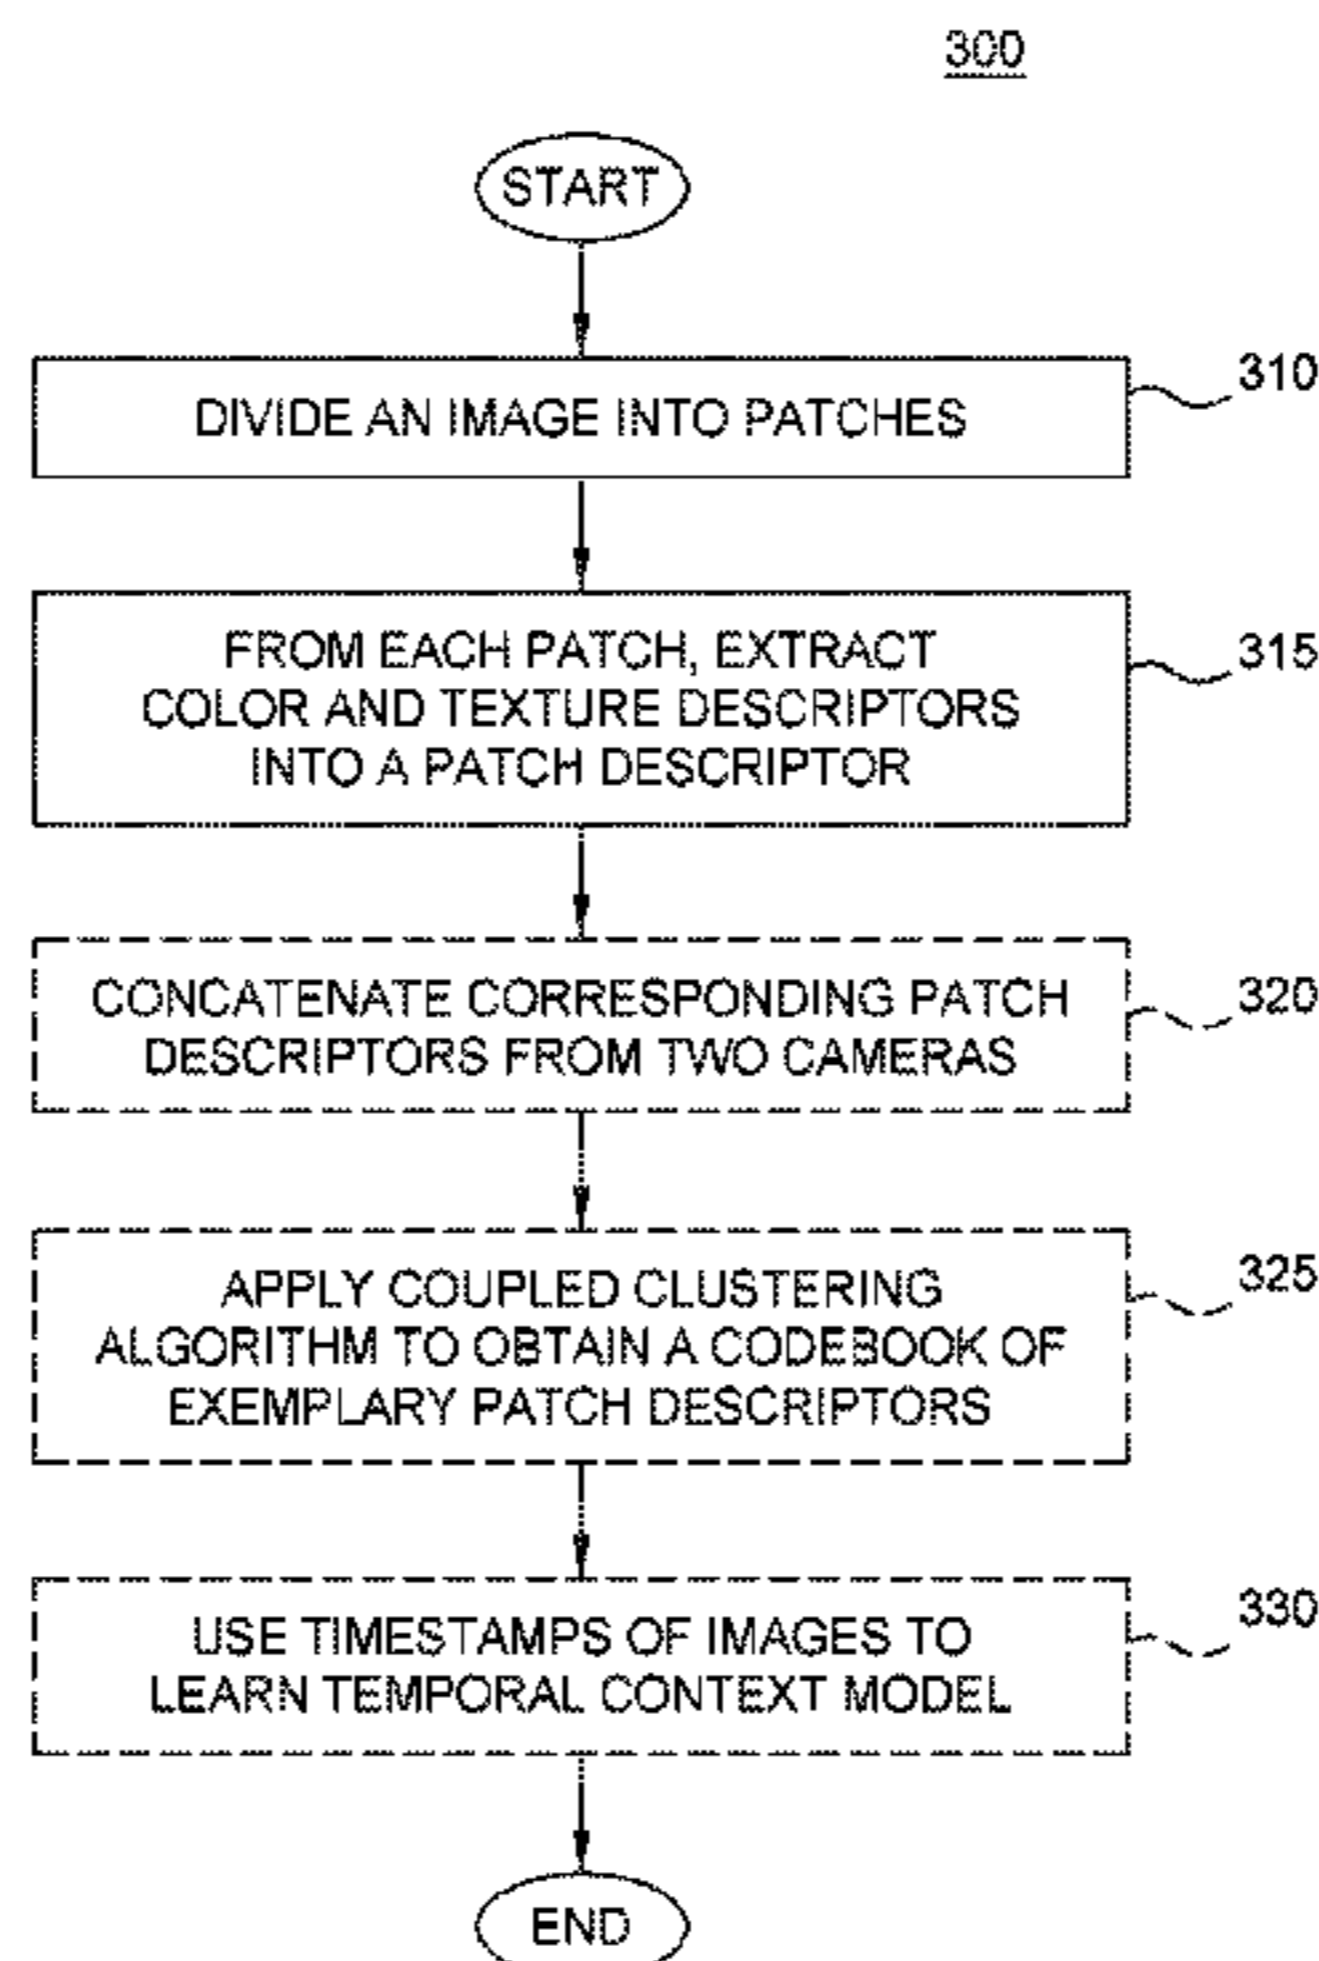 300
START
DIVIDE AN IMAGE INTO PATCHES
310
FROM EACH PATCH, EXTRACT
COLOR AND TEXTURE DESCRIPTORS
INTO A PATCH DESCRIPTOR
315
CONCATENATE CORRESPONDING PATCH
DESCRIPTORS FROM TWO CAMERAS
320
APPLY COUPLED CLUSTERING
ALGORITHM TO OBTAIN A CODEBOOK OF
EXEMPLARY PATCH DESCRIPTORS
325
USE TIMESTAMPS OF IMAGES TO
LEARN TEMPORAL CONTEXT MODEL
330
END